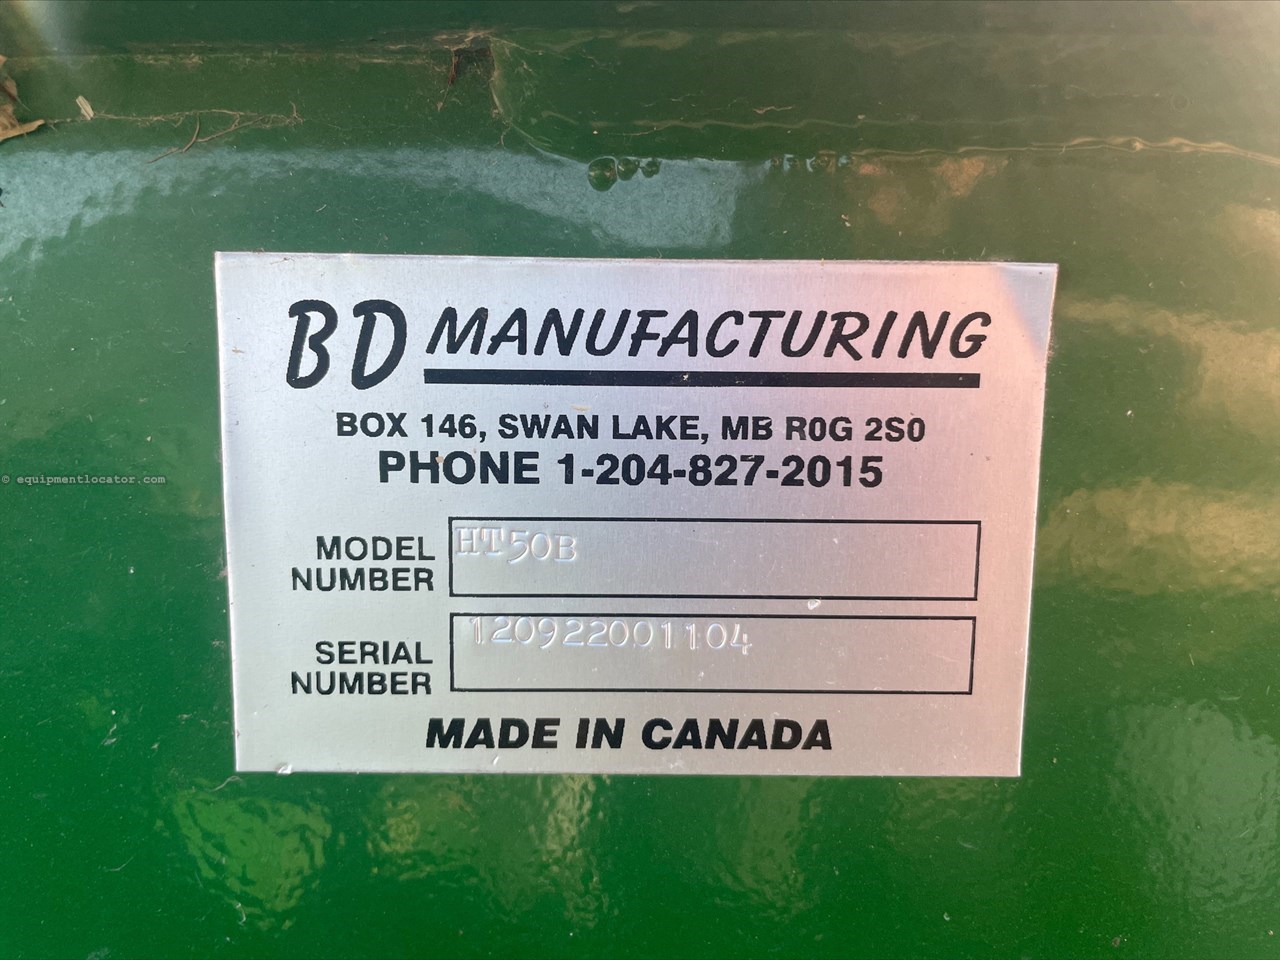 BD MANUFACTURING
BOX 146, SWAN LAKE, MB R0G 2S0
PHONE 1-204-827-2015
© equipmentlocator.com
MODEL NUMBER HT50B
SERIAL NUMBER 120922001104
MADE IN CANADA